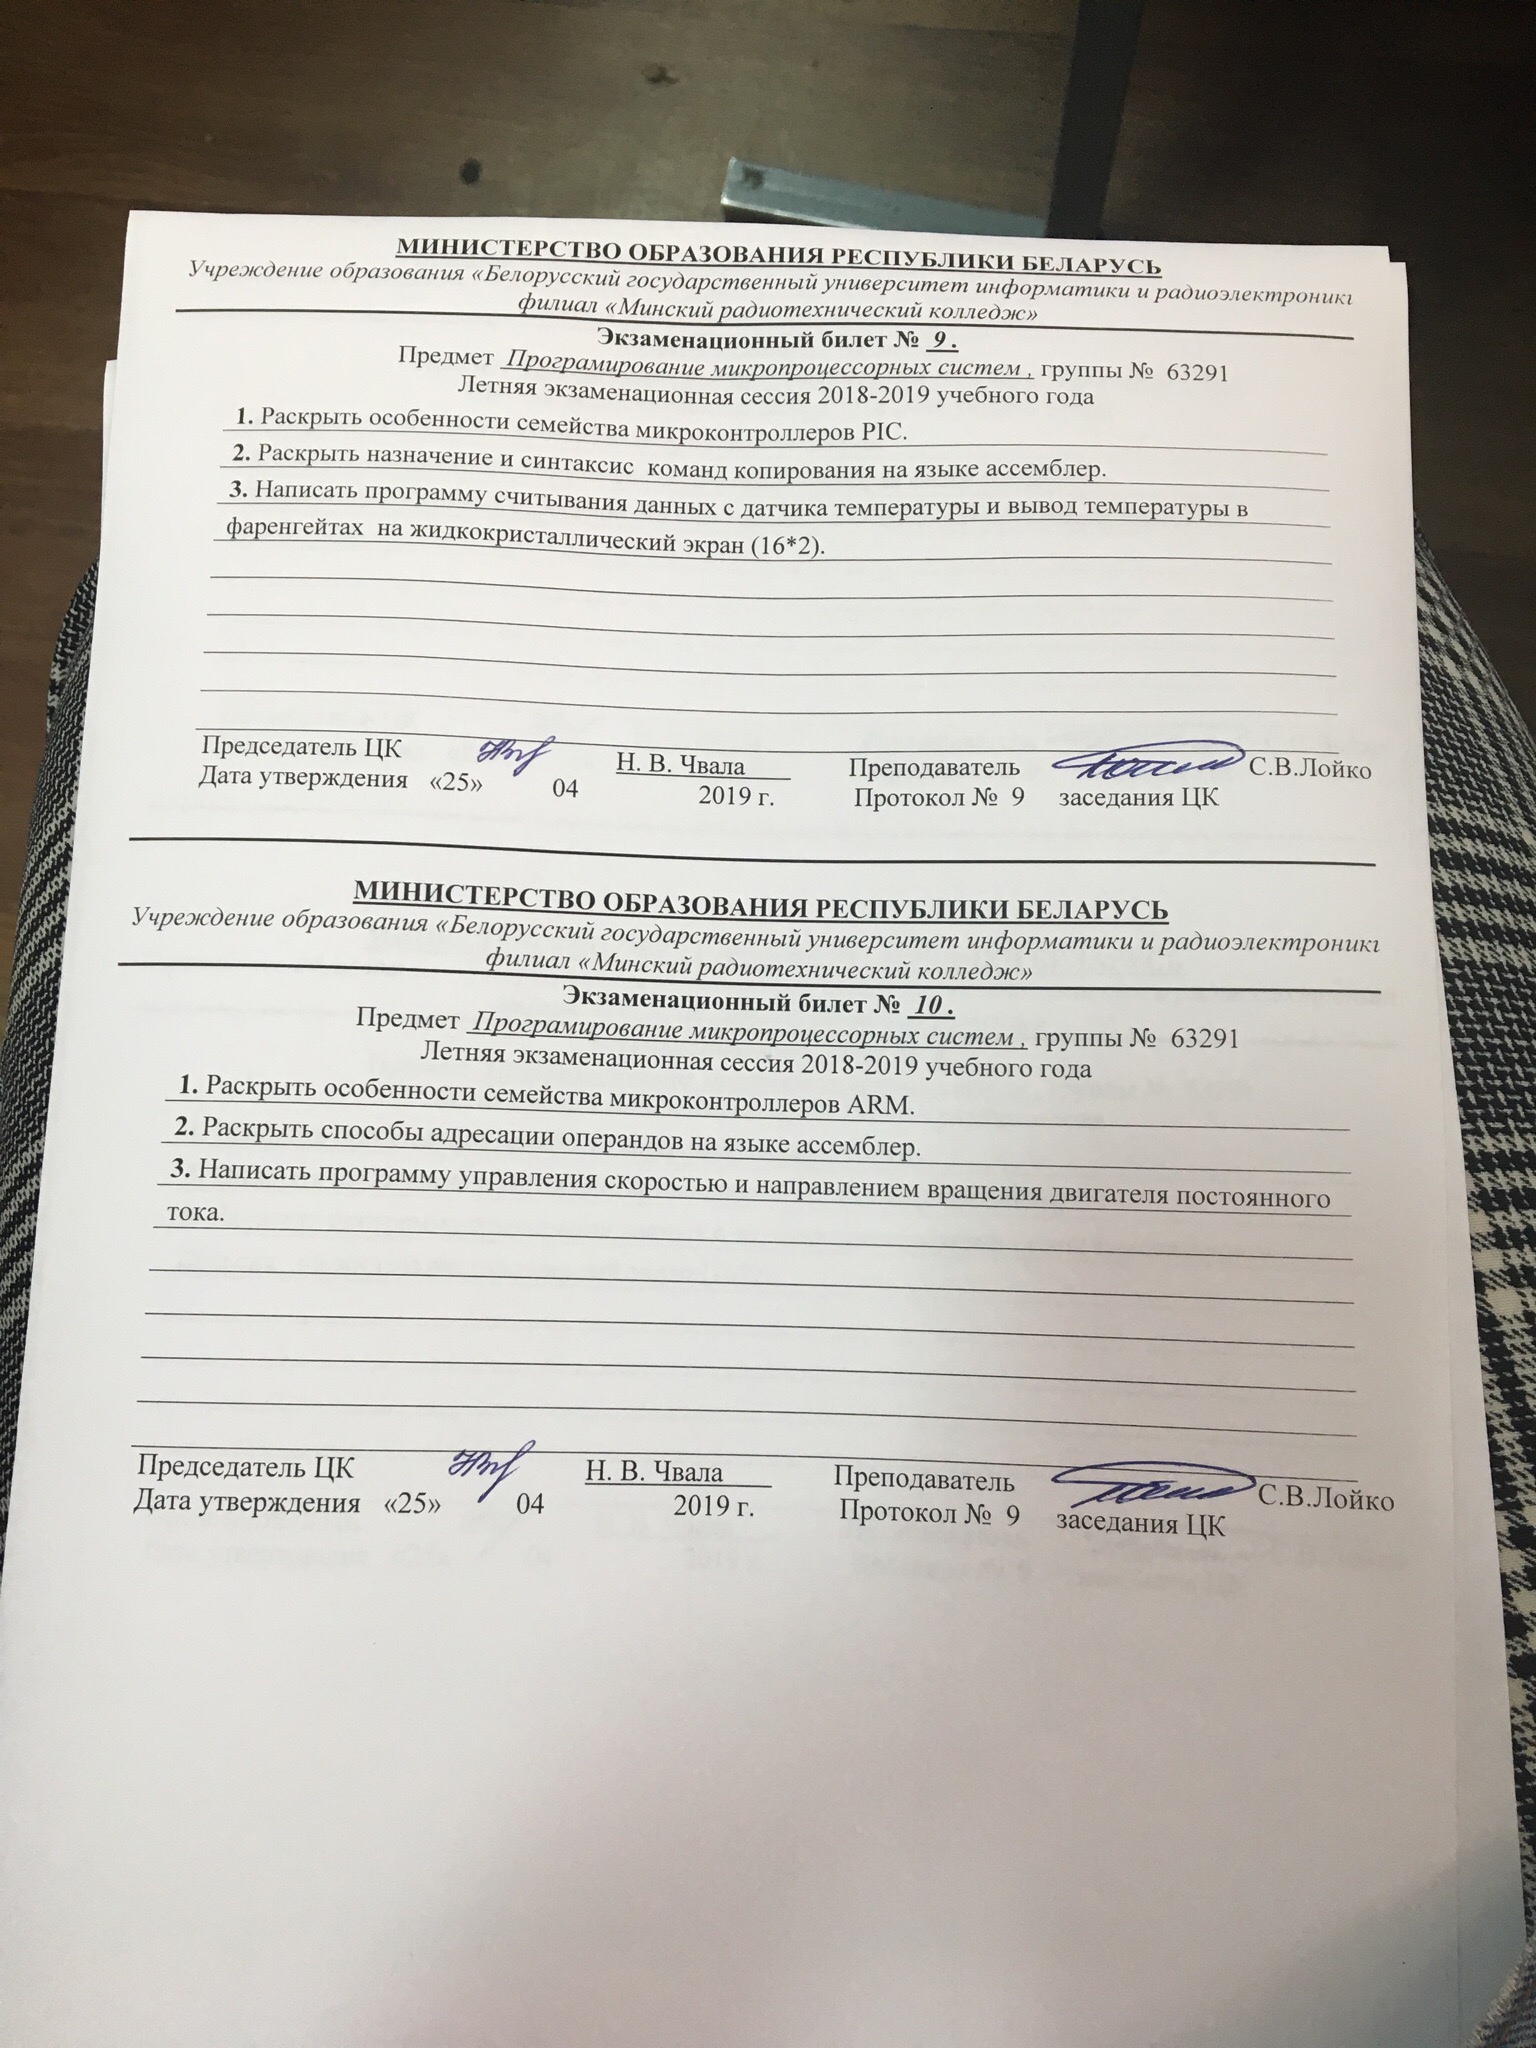 МИНИСТЕРСТВО ОБРАЗОВАНИЯ РЕСПУБЛИКИ БЕЛАРУСЬ
Учреждение образования «Белорусский государственный университет информатики и радиоэлектроники
филиал «Минский радиотехнический колледж»
Экзаменационный билет № 9 .
Предмет Програмирование микропроцессорных систем , группы № 63291
Летняя экзаменационная сессия 2018-2019 учебного года
1. Раскрыть особенности семейства микроконтроллеров PIC.
2. Раскрыть назначение и синтаксис команд копирования на языке ассемблер.
3. Написать программу считывания данных с датчика температуры и вывод температуры в
фаренгейтах на жидкокристаллический экран (16*2).
Председатель ЦК Н. В. Чвала Преподаватель С.В.Лойко
Дата утверждения «25» 04 2019 г. Протокол № 9 заседания ЦК
МИНИСТЕРСТВО ОБРАЗОВАНИЯ РЕСПУБЛИКИ БЕЛАРУСЬ
Учреждение образования «Белорусский государственный университет информатики и радиоэлектроники
филиал «Минский радиотехнический колледж»
Экзаменационный билет № 10 .
Предмет Програмирование микропроцессорных систем , группы № 63291
Летняя экзаменационная сессия 2018-2019 учебного года
1. Раскрыть особенности семейства микроконтроллеров ARM.
2. Раскрыть способы адресации операндов на языке ассемблер.
3. Написать программу управления скоростью и направлением вращения двигателя постоянного
тока.
Председатель ЦК Н. В. Чвала Преподаватель С.В.Лойко
Дата утверждения «25» 04 2019 г. Протокол № 9 заседания ЦК